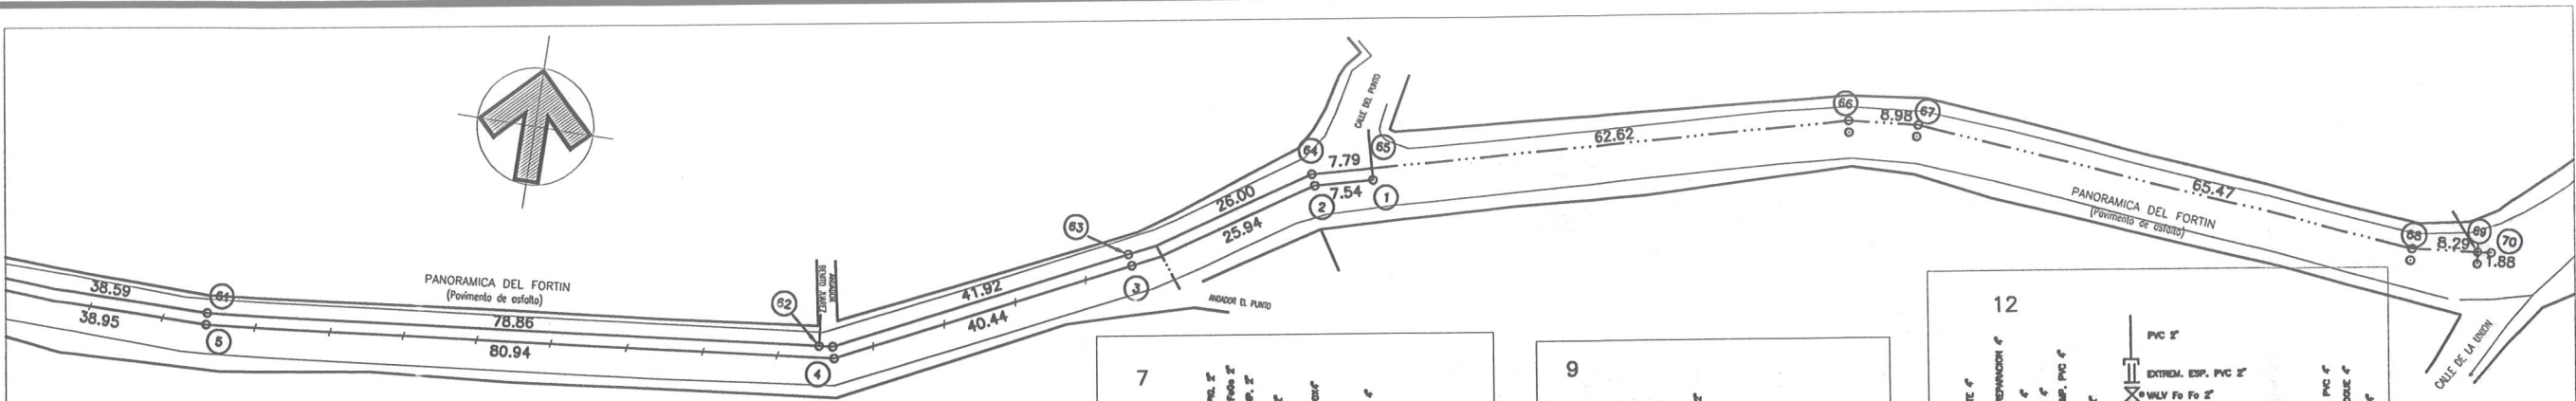 38.59
38.95
61
5
PANORAMICA DEL FORTIN
(Pavimento de asfalto)
78.86
80.94
62
4
ANDADOR
BENITO JUAREZ
41.92
40.44
63
3
26.00
25.94
ANDADOR EL PUNTO
64
7.79
7.54
2
1
65
CALLE DEL PUNTO
62.62
66
8.98
67
65.47
PANORAMICA DEL FORTIN
(Pavimento de asfalto)
68
8.29
69
70
1.88
CALLE DE LA UNION
7
9
12
PVC 2"
EXTREM. ESP. PVC 2"
VALV Fo Fo 2"